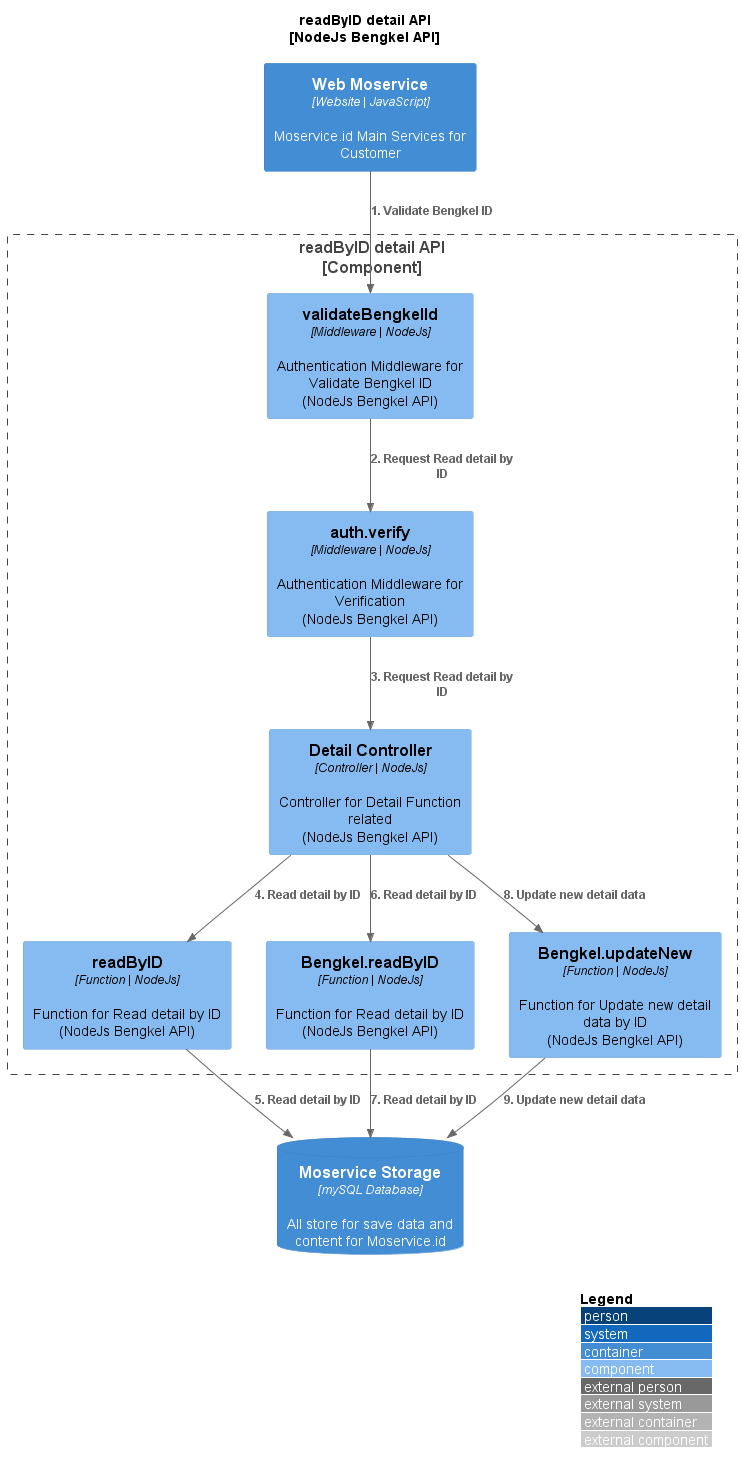 readByID detail API
[NodeJs Bengkel API]
Web Moservice
[Website | JavaScript]
Moservice.id Main Services for
Customer
1. Validate Bengkel ID
readByID detail API
[Component]
validateBengkelId
[Middleware | NodeJs]
Authentication Middleware for
Validate Bengkel ID
(NodeJs Bengkel API)
2. Request Read detail by
ID
auth.verify
[Middleware | NodeJs]
Authentication Middleware for
Verification
(NodeJs Bengkel API)
3. Request Read detail by
ID
Detail Controller
[Controller | NodeJs]
Controller for Detail Function
related
(NodeJs Bengkel API)
4. Read detail by ID
6. Read detail by ID
8. Update new detail data
readByID
[Function | NodeJs]
Function for Read detail by ID
(NodeJs Bengkel API)
Bengkel.readByID
[Function | NodeJs]
Function for Read detail by ID
(NodeJs Bengkel API)
Bengkel.updateNew
[Function | NodeJs]
Function for Update new detail
data by ID
(NodeJs Bengkel API)
5. Read detail by ID
7. Read detail by ID
9. Update new detail data
Moservice Storage
[mySQL Database]
All store for save data and
content for Moservice.id
Legend
person
system
container
component
external person
external system
external container
external component